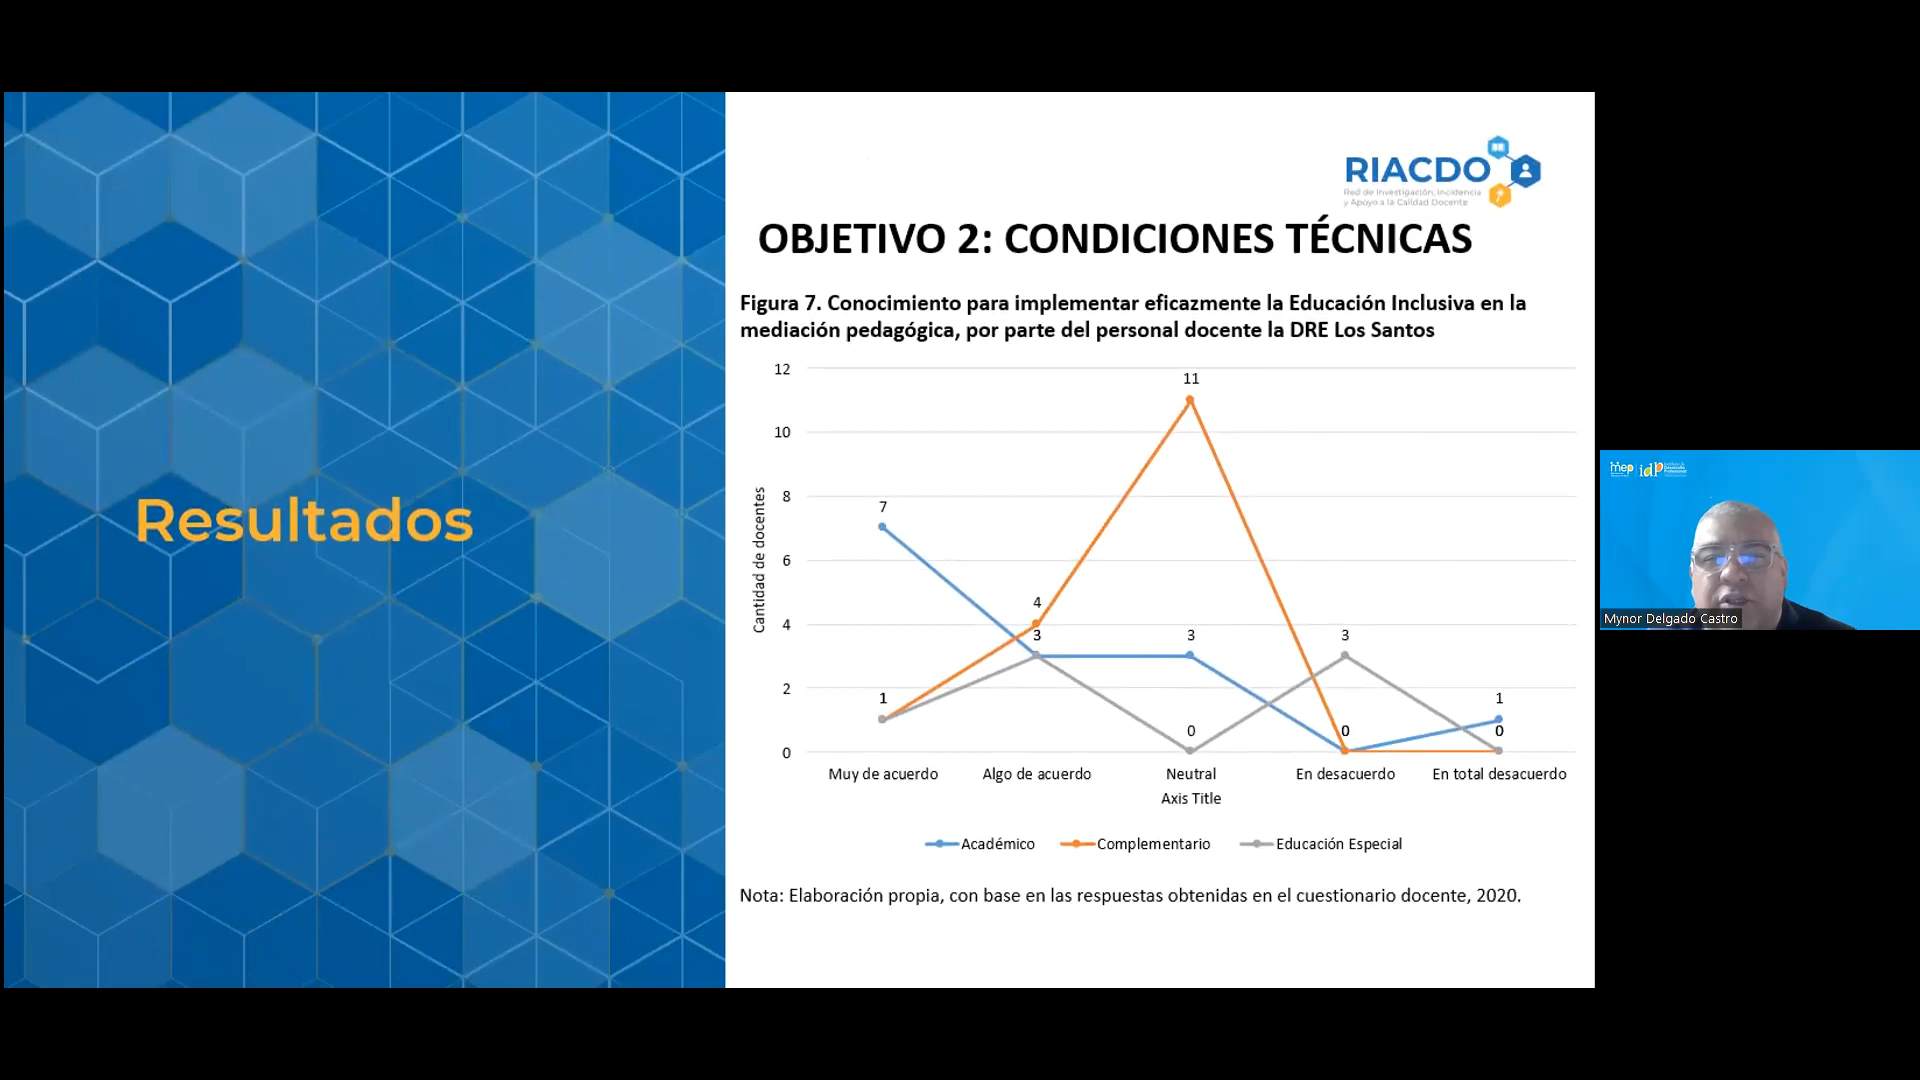 RIACDO
Red de Investigación, Incidencia
y Apoyo a la Calidad Docente
OBJETIVO 2: CONDICIONES TÉCNICAS
Resultados
Figura 7. Conocimiento para implementar eficazmente la Educación Inclusiva en la
mediación pedagógica, por parte del personal docente la DRE Los Santos
Cantidad de docentes
12
10
8
6
4
2
0
7
1
4
3
11
3
0
3
0
1
0
Muy de acuerdo
Algo de acuerdo
Neutral
En desacuerdo
En total desacuerdo
Axis Title
Académico
Complementario
Educación Especial
Nota: Elaboración propia, con base en las respuestas obtenidas en el cuestionario docente, 2020.
mep
idp
Mynor Delgado Castro